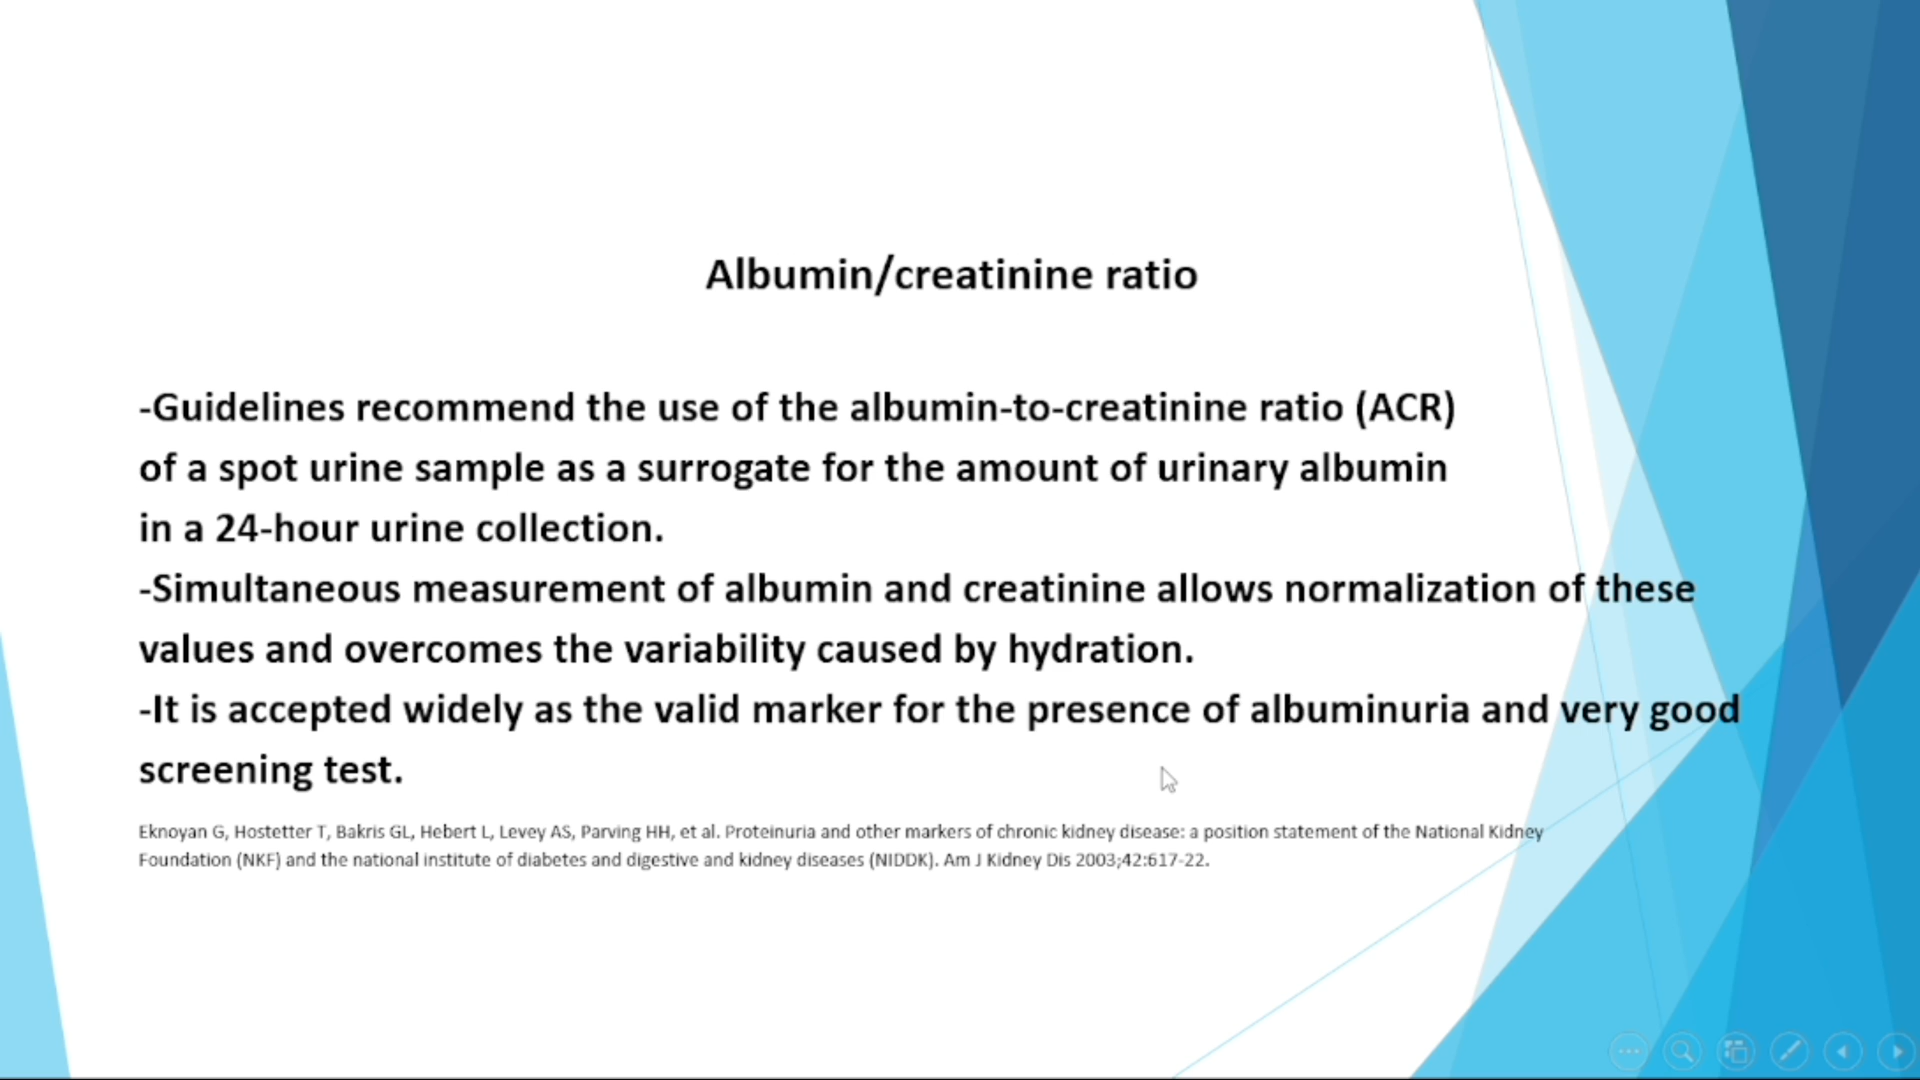 Albumin/creatinine ratio
-Guidelines recommend the use of the albumin-to-creatinine ratio (ACR)
of a spot urine sample as a surrogate for the amount of urinary albumin
in a 24-hour urine collection.
-Simultaneous measurement of albumin and creatinine allows normalization of these
values and overcomes the variability caused by hydration.
-It is accepted widely as the valid marker for the presence of albuminuria and very good
screening test.
Eknoyan G, Hostetter T, Bakris GL, Hebert L, Levey AS, Parving HH, et al. Proteinuria and other markers of chronic kidney disease: a position statement of the National Kidney
Foundation (NKF) and the national institute of diabetes and digestive and kidney diseases (NIDDK). Am J Kidney Dis 2003;42:617-22.